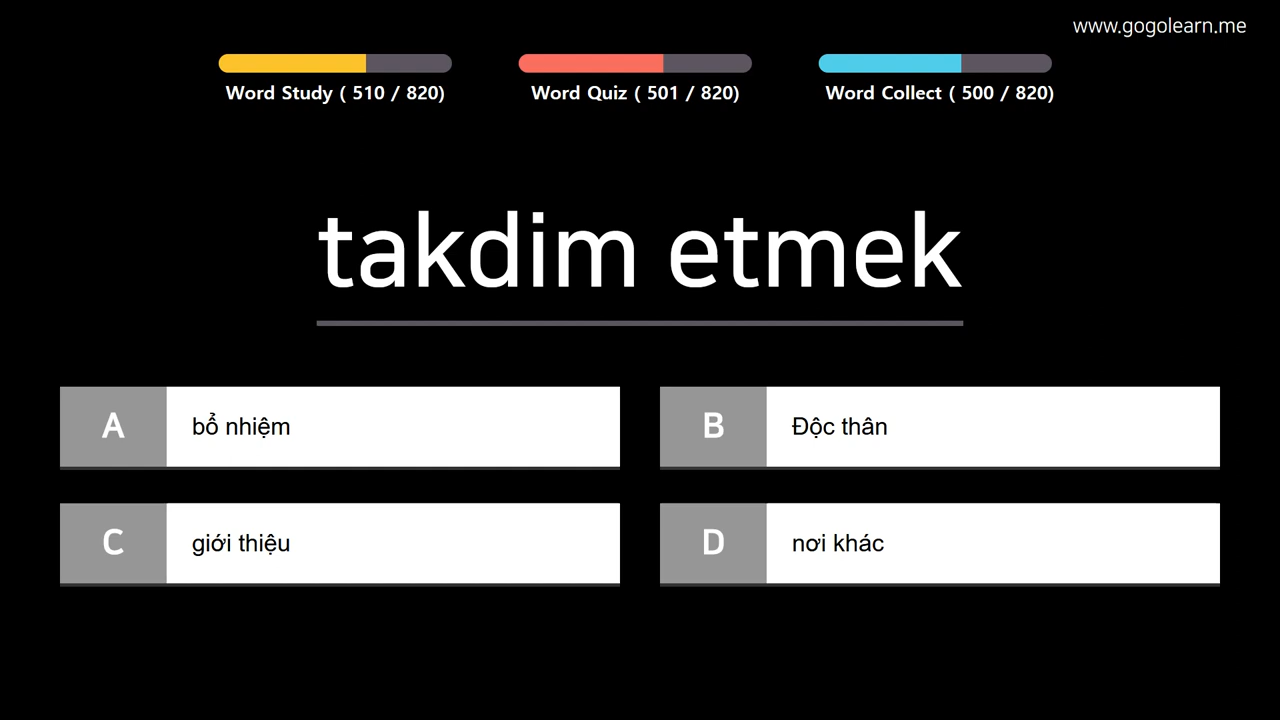 www.gogolearn.me
Word Study ( 510 / 820)
Word Quiz ( 501 / 820)
Word Collect ( 500 / 820)
takdim etmek
A
bổ nhiệm
B
Độc thân
C
giới thiệu
D
nơi khác